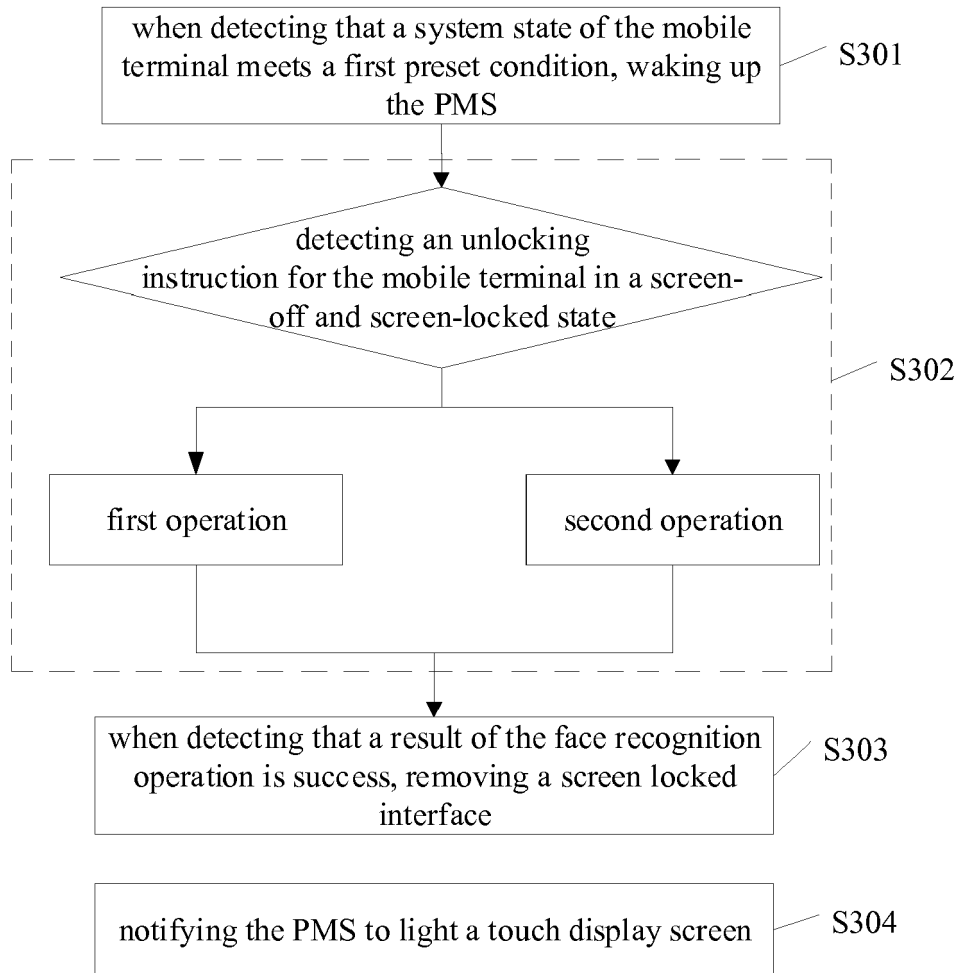 when detecting that a system state of the mobile
terminal meets a first preset condition, waking up
the PMS
S301
detecting an unlocking
instruction for the mobile terminal in a screen-
off and screen-locked state
S302
first operation
second operation
when detecting that a result of the face recognition
operation is success, removing a screen locked
interface
S303
notifying the PMS to light a touch display screen
S304